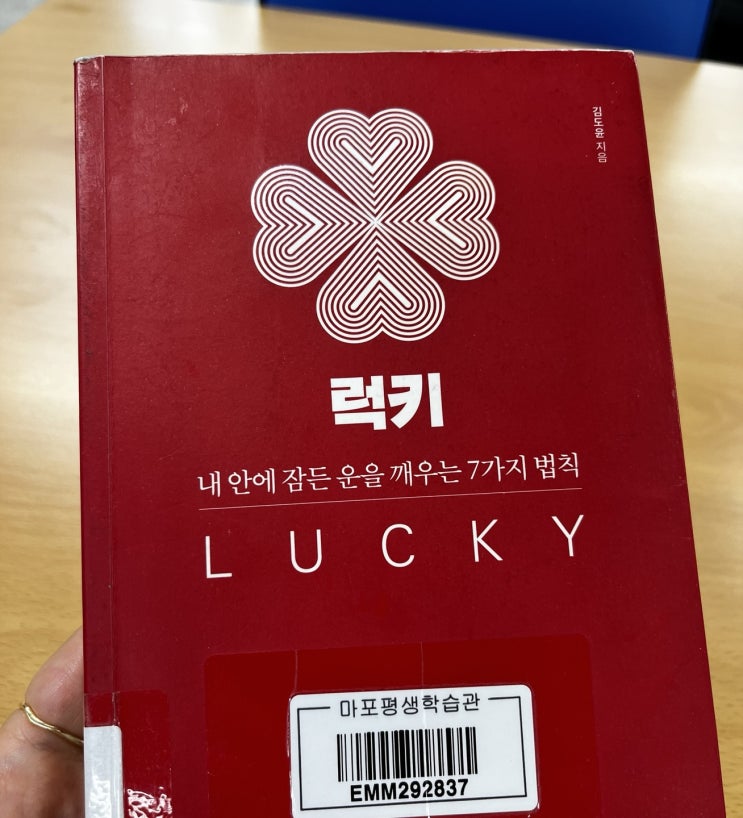 김도윤 지음
럭키
내 안에 잠든 운을 깨우는 7가지 법칙
LUCKY
마포평생학습관
EMM292837